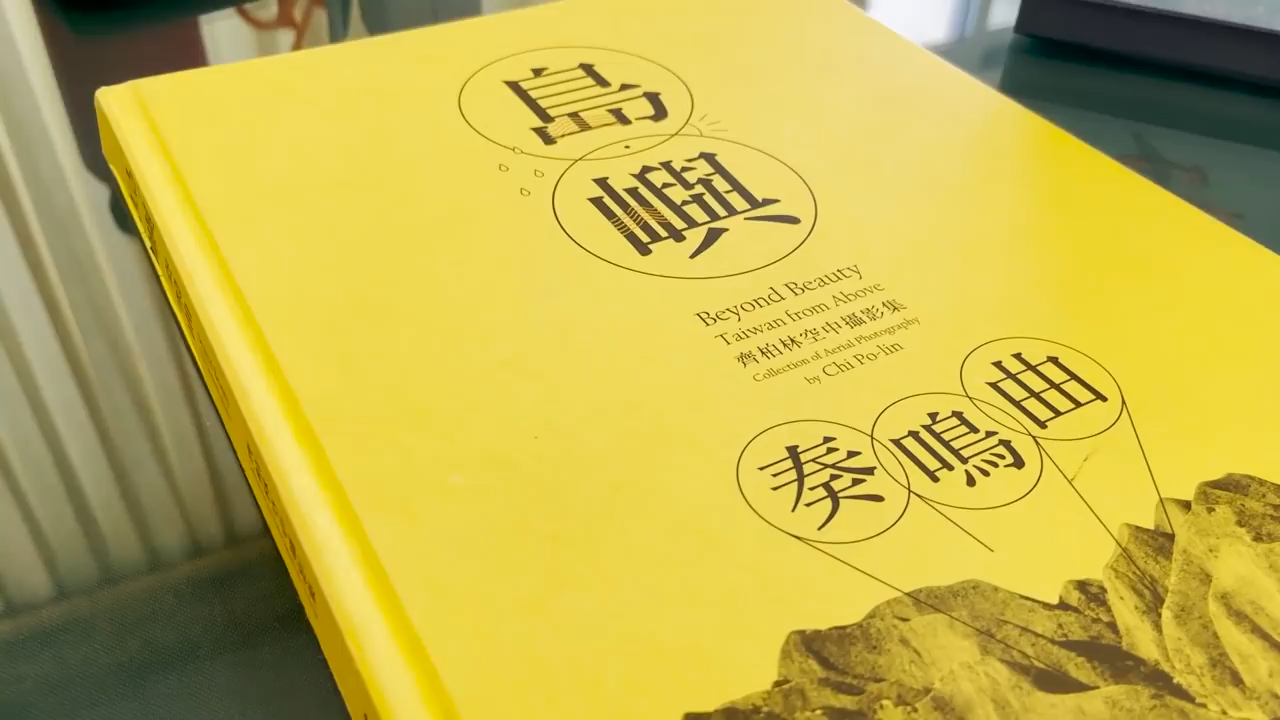 島
嶼
Beyond Beauty
Taiwan from Above
齊柏林空中攝影集
Collection of Aerial Photography
by Chi Po-lin
奏鳴曲